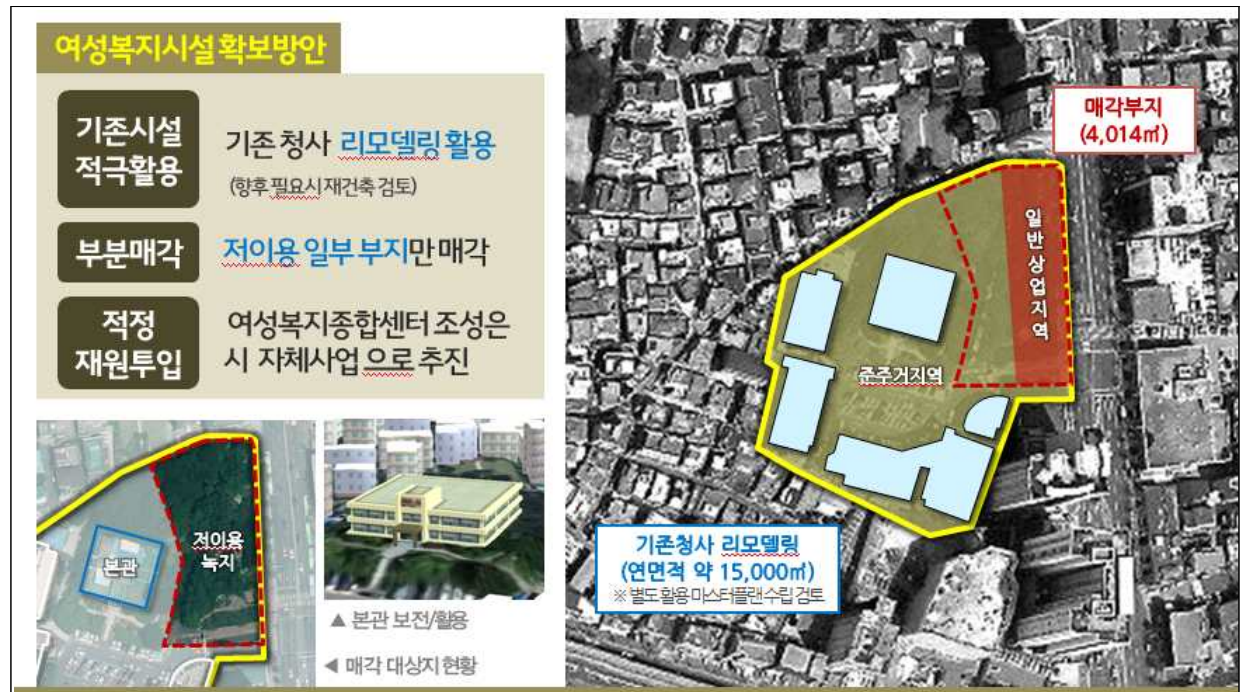 여성복지시설 확보방안
기존시설
적극활용
기존 청사 리모델링 활용
(향후 필요시 재건축 검토)
부분매각
저이용 일부 부지만 매각
적정
재원투입
여성복지종합센터 조성은
시 자체사업 으로 추진
본관
저이용
녹지
▲ 본관 보전/활용
◀ 매각 대상지 현황
매각부지
(4,014㎡)
일반상업지역
준주거지역
기존청사 리모델링
(연면적 약 15,000㎡)
※ 별도 활용 마스터플랜 수립 검토